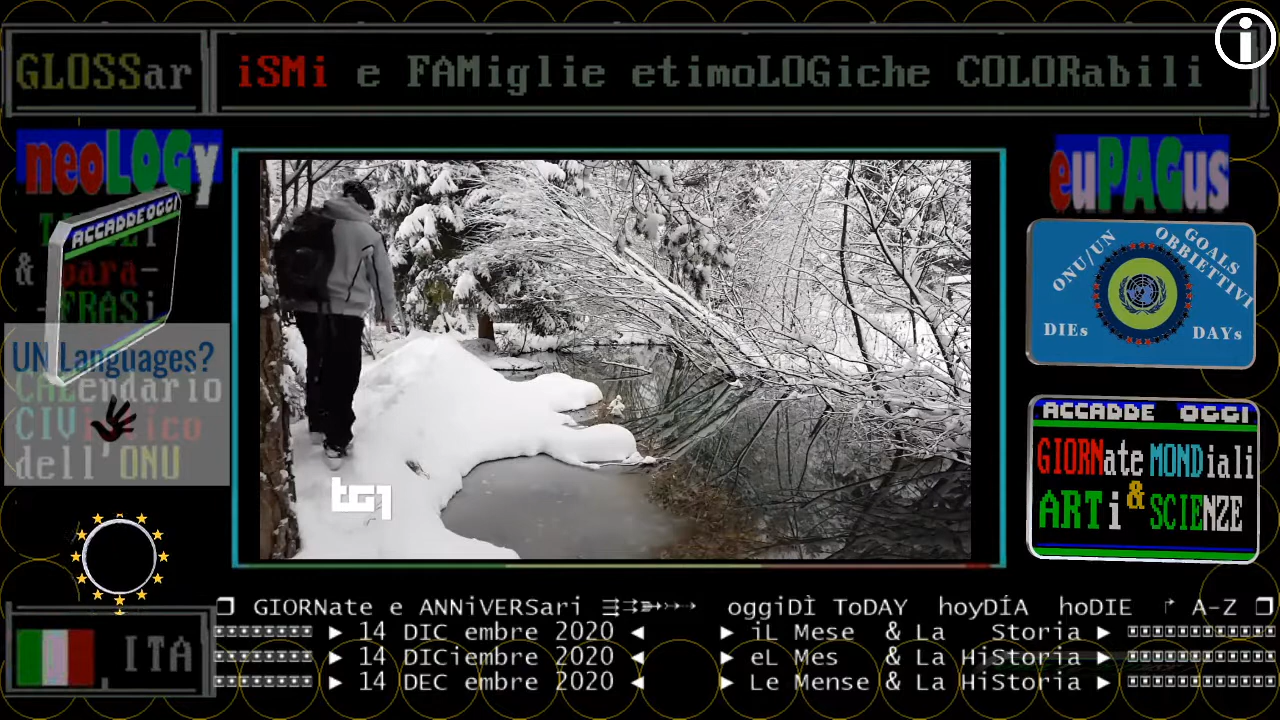 GLOSSar
iSMi e FAMiglie etimoLOGiche COLORabili
neoLOGy
ACCADDE OGGI
& para-
-FRASi
UN Languages?
CALendario
CIVico
dell'ONU
euPAGus
ONU/UN
GOALS
OBBIETTIVI
DIEs
DAYs
ACCADDE OGGI
GIORNate MONDiali
ARTi & SCIENZE
tg1
GIORNate e ANNiVERSari oggiDÌ ToDAY hoyDÍA hoDIE A-Z
14 DIC embre 2020 iL Mese & La Storia
14 DICiembre 2020 eL Mes & La HiStoria
14 DEC embre 2020 Le Mense & La HiStoria
ITA